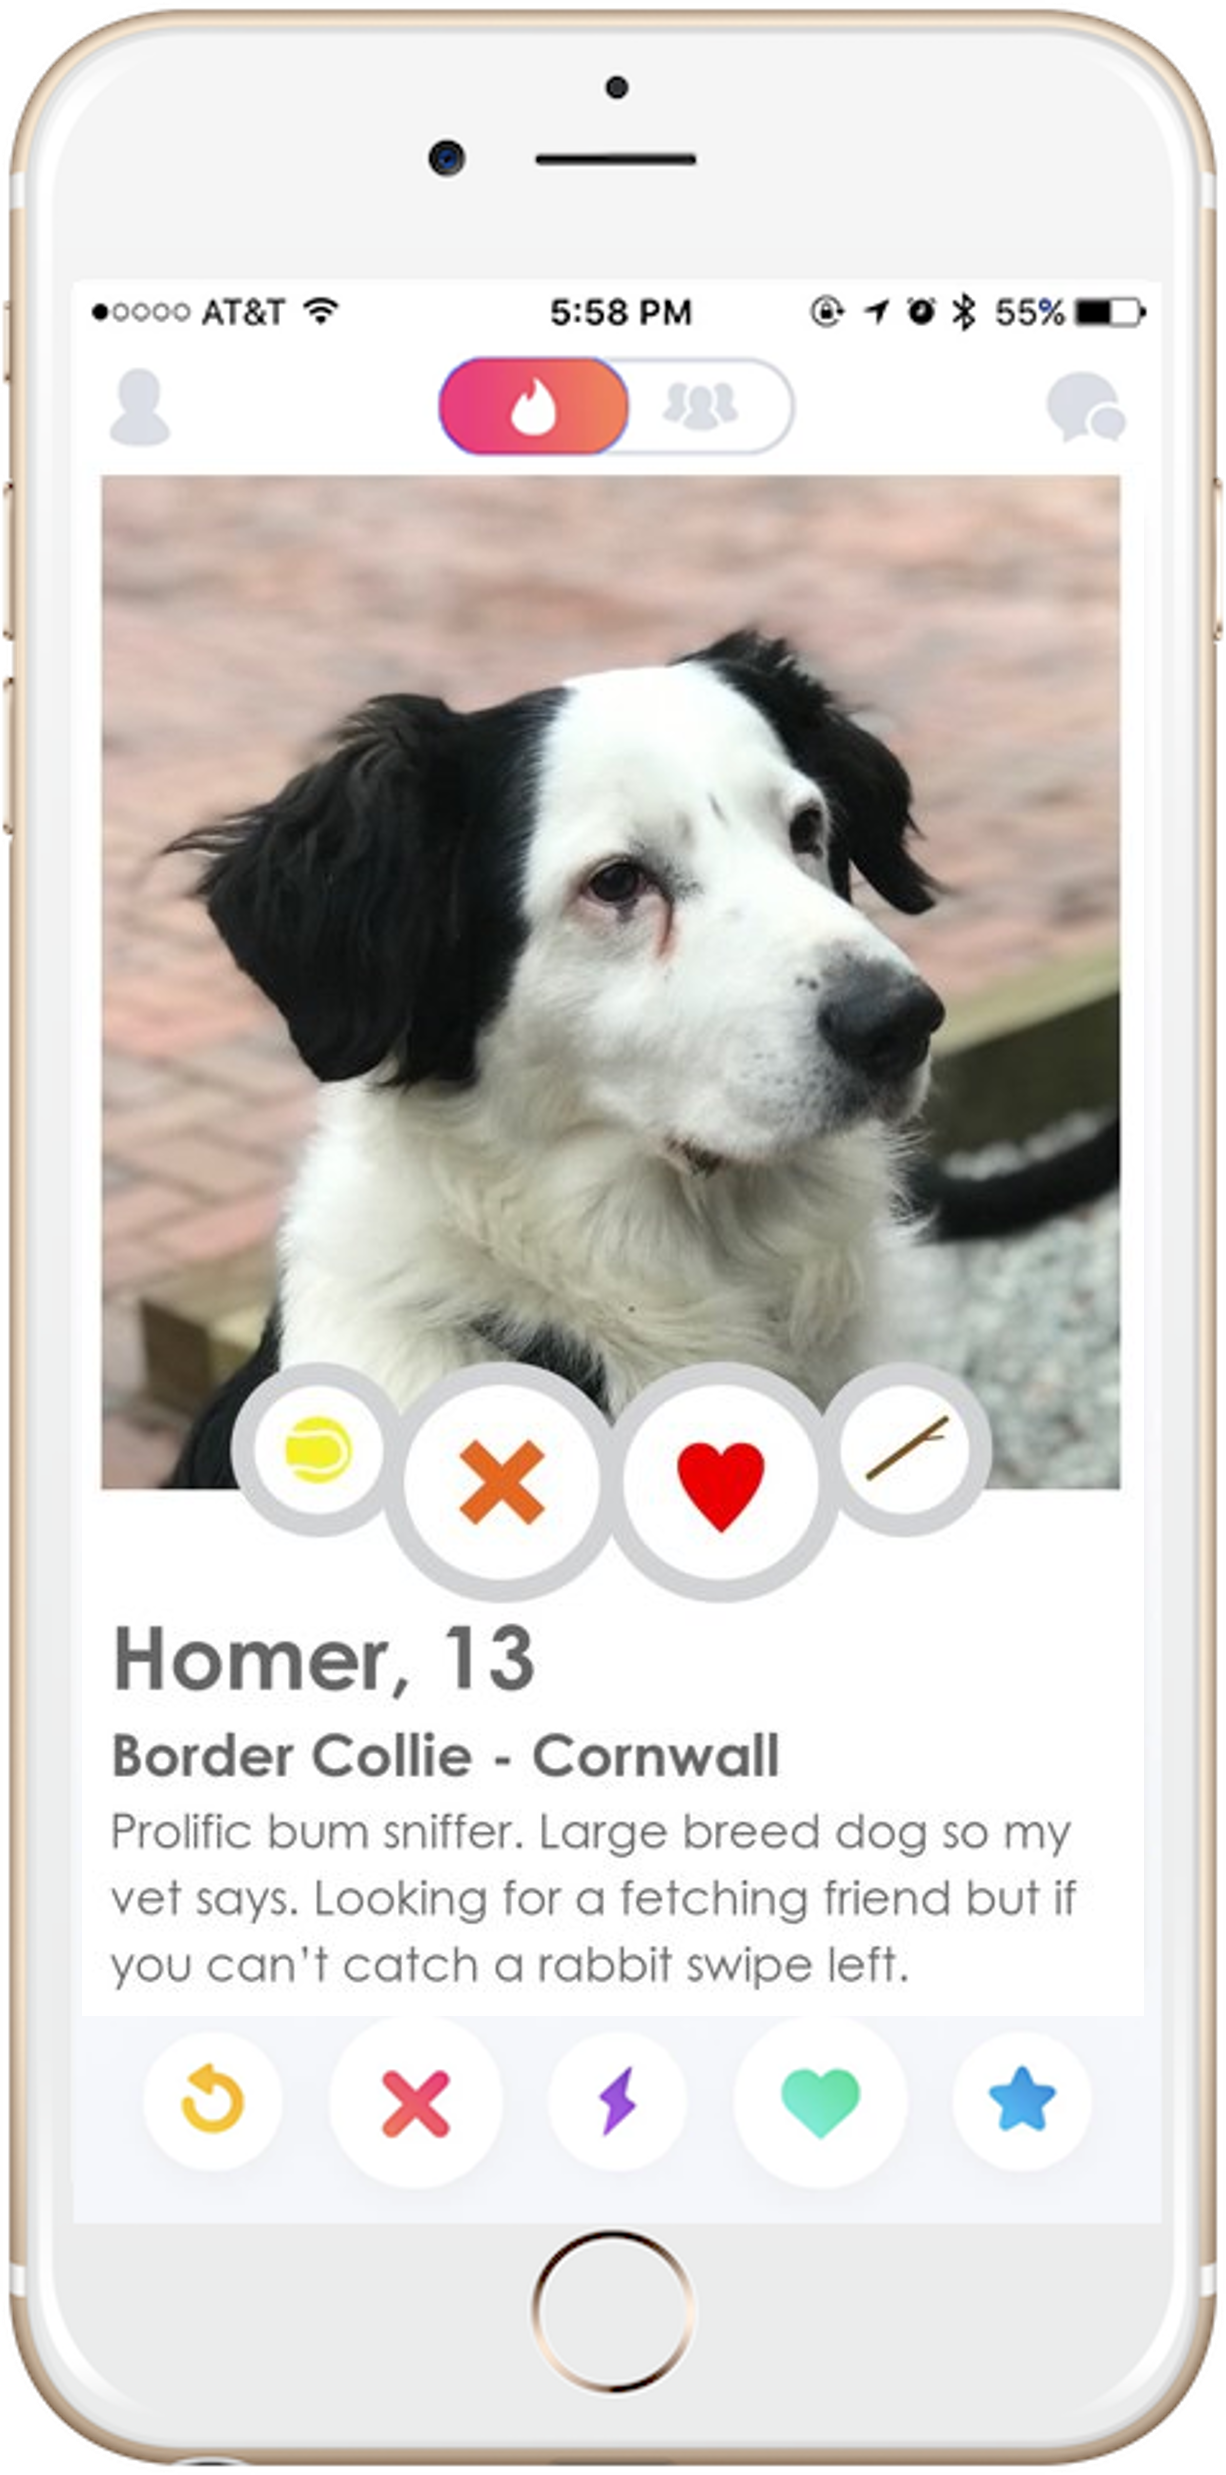 AT&T 5:58 PM 55%
Homer, 13
Border Collie - Cornwall
Prolific bum sniffer. Large breed dog so my
vet says. Looking for a fetching friend but if
you can’t catch a rabbit swipe left.